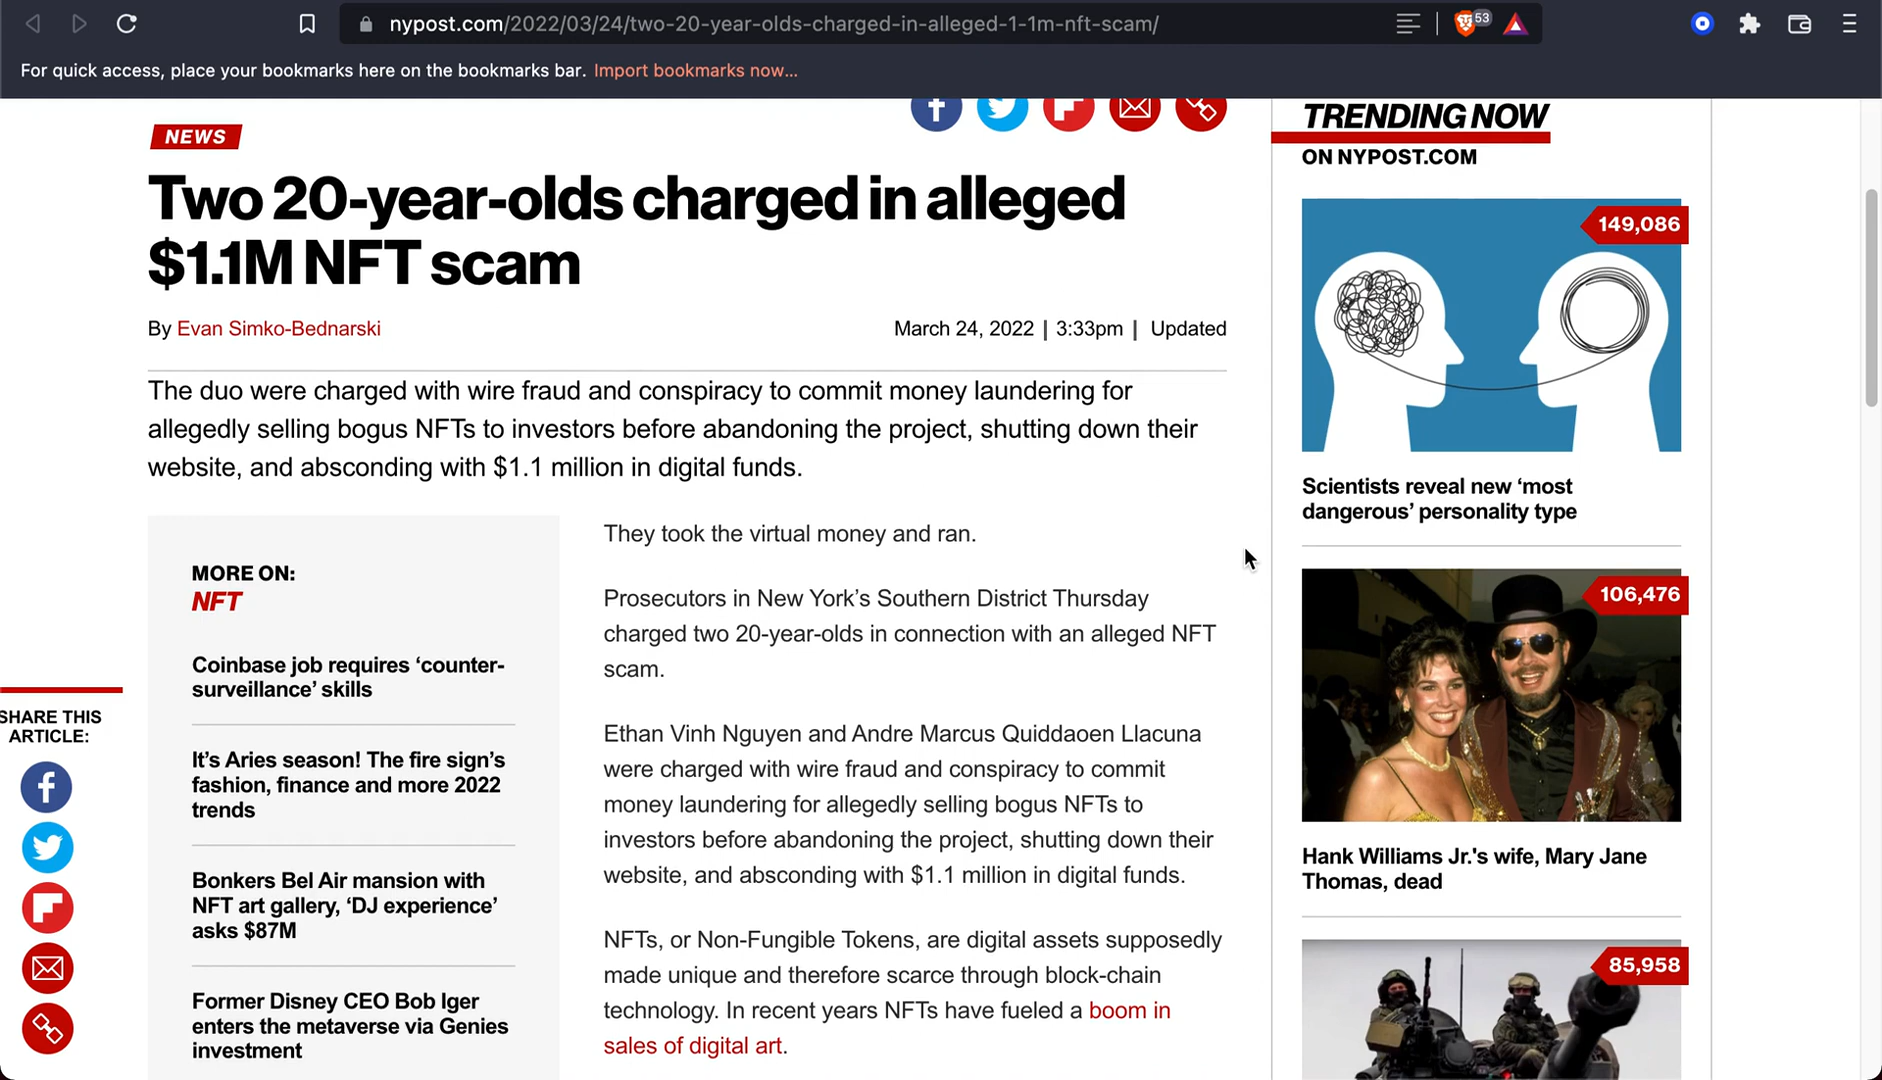 nypost.com/2022/03/24/two-20-year-olds-charged-in-alleged-1-1m-nft-scam/
53
For quick access, place your bookmarks here on the bookmarks bar. Import bookmarks now...
NEWS
Two 20-year-olds charged in alleged
$1.1M NFT scam
By Evan Simko-Bednarski
March 24, 2022 | 3:33pm | Updated
The duo were charged with wire fraud and conspiracy to commit money laundering for
allegedly selling bogus NFTs to investors before abandoning the project, shutting down their
website, and absconding with $1.1 million in digital funds.
SHARE THIS
ARTICLE:
MORE ON:
NFT
Coinbase job requires ‘counter-
surveillance’ skills
It’s Aries season! The fire sign’s
fashion, finance and more 2022
trends
Bonkers Bel Air mansion with
NFT art gallery, ‘DJ experience’
asks $87M
Former Disney CEO Bob Iger
enters the metaverse via Genies
investment
They took the virtual money and ran.
Prosecutors in New York’s Southern District Thursday
charged two 20-year-olds in connection with an alleged NFT
scam.
Ethan Vinh Nguyen and Andre Marcus Quiddaoen Llacuna
were charged with wire fraud and conspiracy to commit
money laundering for allegedly selling bogus NFTs to
investors before abandoning the project, shutting down their
website, and absconding with $1.1 million in digital funds.
NFTs, or Non-Fungible Tokens, are digital assets supposedly
made unique and therefore scarce through block-chain
technology. In recent years NFTs have fueled a boom in
sales of digital art.
TRENDING NOW
ON NYPOST.COM
149,086
Scientists reveal new ‘most
dangerous’ personality type
106,476
Hank Williams Jr.'s wife, Mary Jane
Thomas, dead
85,958